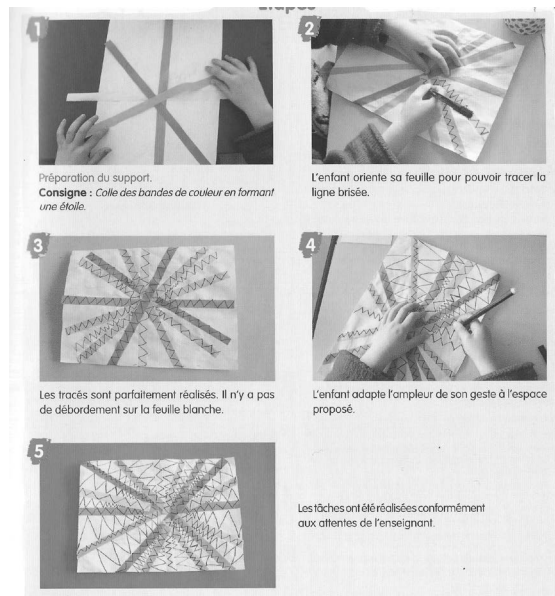 Etapes
1
2
Préparation du support.
Consigne : Colle des bandes de couleur en formant
une étoile.
L'enfant oriente sa feuille pour pouvoir tracer la
ligne brisée.
3
4
Les tracés sont parfaitement réalisés. Il n'y a pas
de débordement sur la feuille blanche.
L'enfant adapte l'ampleur de son geste à l'espace
proposé.
5
Les tâches ont été réalisées conformément
aux attentes de l'enseignant.